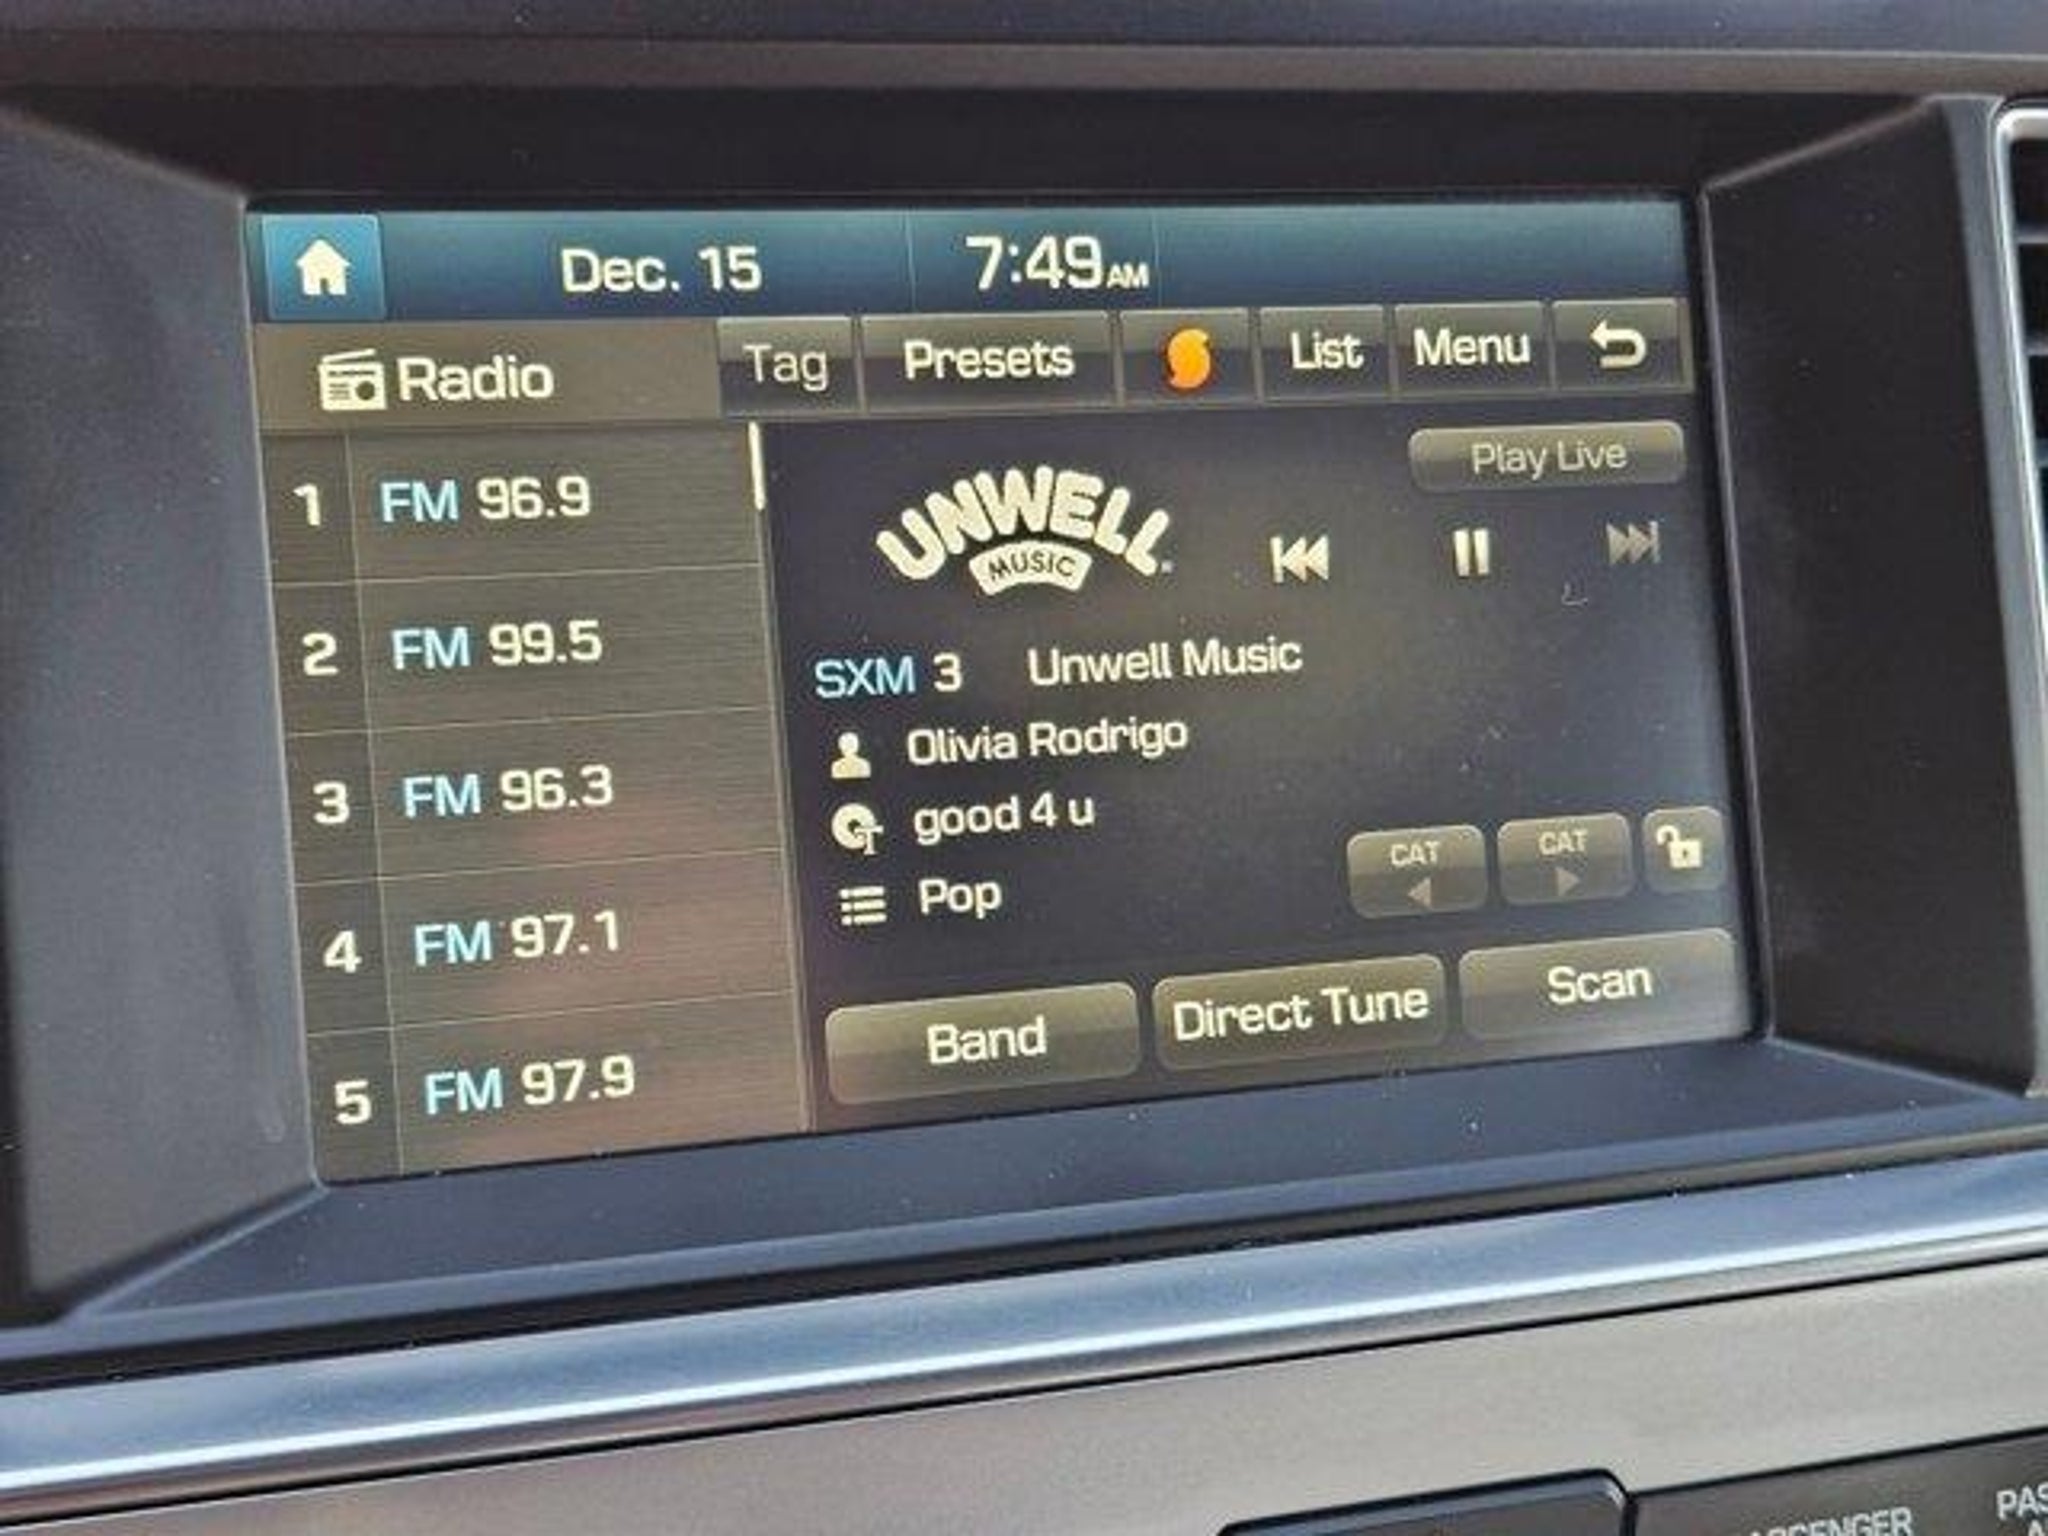 Dec. 15 7:49 AM
Radio Tag Presets List Menu
Play Live
1 FM 96.9
2 FM 99.5
3 FM 96.3
4 FM 97.1
5 FM 97.9
UNWELL
MUSIC
SXM 3 Unwell Music
Olivia Rodrigo
good 4 u
Pop
CAT CAT
Band Direct Tune Scan